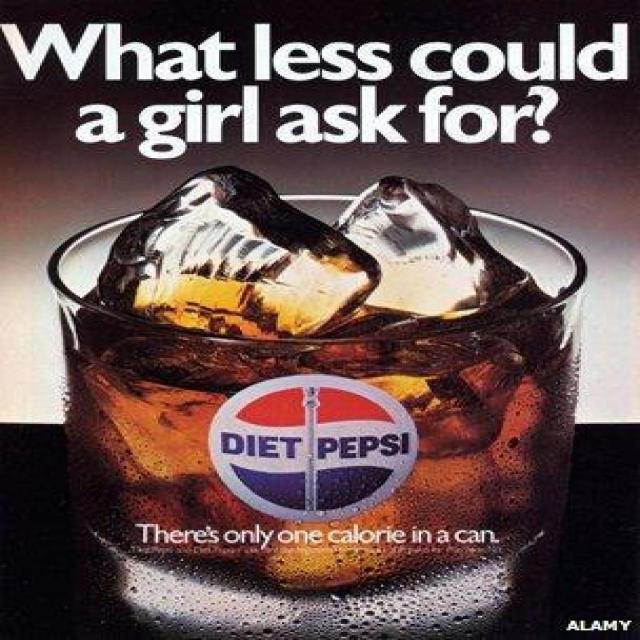 What less could
a girl ask for?
DIET PEPSI
There's only one calorie in a can.
ALAMY